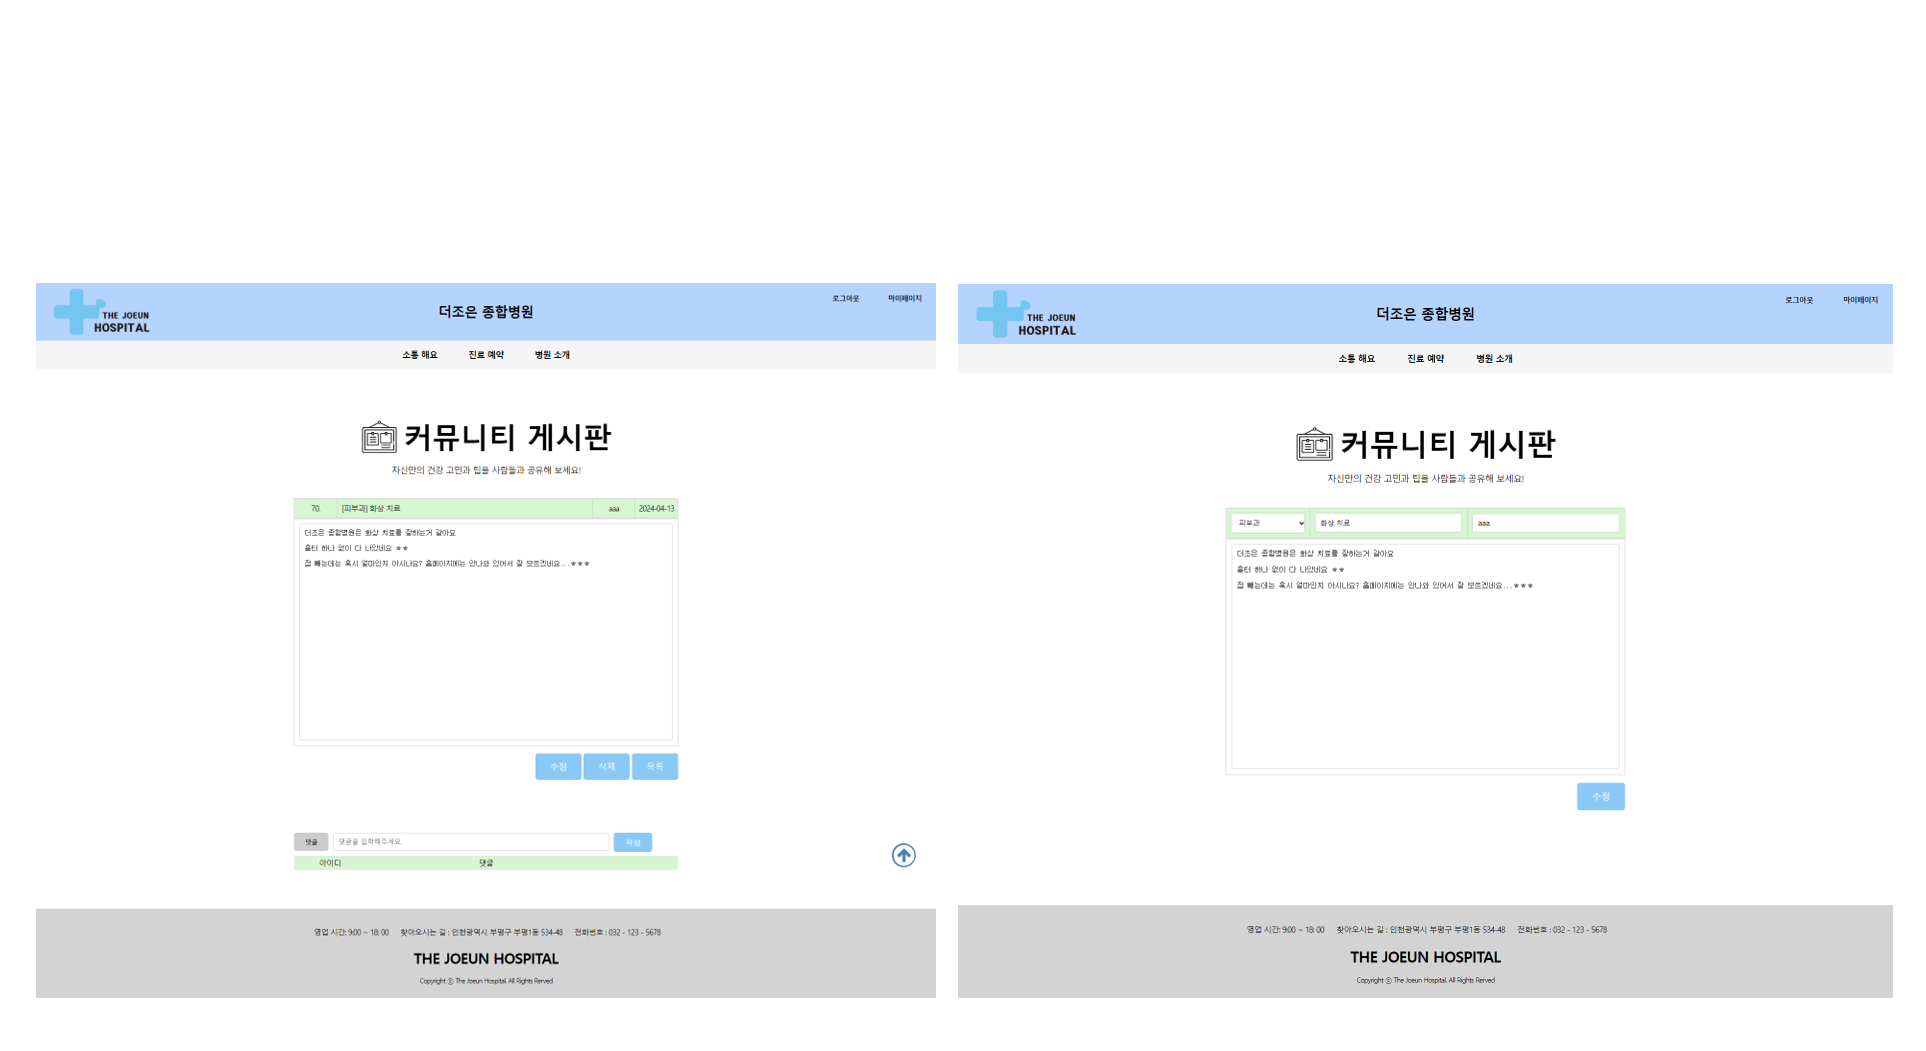 THE JOEUN
HOSPITAL
더조은 종합병원
로그아웃 마이페이지
소통 해요 진료 예약 병원 소개
커뮤니티 게시판
자신만의 건강 고민과 팁을 사람들과 공유해 보세요!
70. [피부과] 화상 치료 aaa 2024-04-13
더조은 종합병원은 화상 치료를 잘하는거 같아요
흉터 하나 없이 다 나았네요 ㅎㅎ
점 빼는데는 혹시 얼마인지 아시나요? 홈페이지에는 안나와 있어서 잘 모르겠네요...ㅎㅎㅎ
수정 삭제 목록
댓글 댓글을 입력해주세요. 작성
아이디 댓글
영업 시간: 9:00 ~ 18: 00 찾아오시는 길 : 인천광역시 부평구 부평1동 534-48 전화번호 : 032 - 123 - 5678
THE JOEUN HOSPITAL
Copyright ⓒ The Joeun Hospital. All Rights Rerved
THE JOEUN
HOSPITAL
더조은 종합병원
로그아웃 마이페이지
소통 해요 진료 예약 병원 소개
커뮤니티 게시판
자신만의 건강 고민과 팁을 사람들과 공유해 보세요!
피부과 화상 치료 aaa
더조은 종합병원은 화상 치료를 잘하는거 같아요
흉터 하나 없이 다 나았네요 ㅎㅎ
점 빼는데는 혹시 얼마인지 아시나요? 홈페이지에는 안나와 있어서 잘 모르겠네요...ㅎㅎㅎ
수정
영업 시간: 9:00 ~ 18: 00 찾아오시는 길 : 인천광역시 부평구 부평1동 534-48 전화번호 : 032 - 123 - 5678
THE JOEUN HOSPITAL
Copyright ⓒ The Joeun Hospital. All Rights Rerved